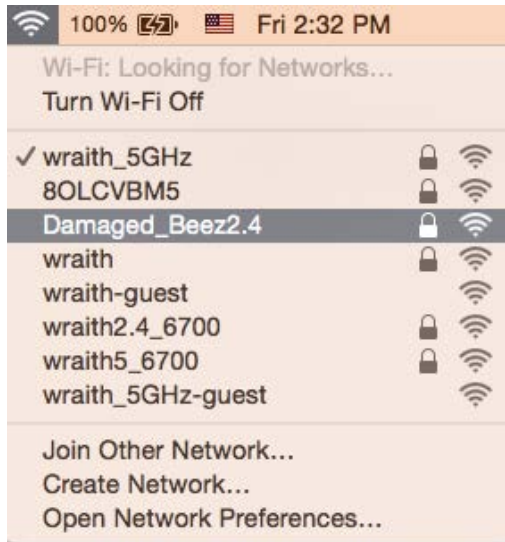 100% Fri 2:32 PM
Wi-Fi: Looking for Networks...
Turn Wi-Fi Off
✓ wraith_5GHz
8OLCVBM5
Damaged_Beez2.4
wraith
wraith-guest
wraith2.4_6700
wraith5_6700
wraith_5GHz-guest
Join Other Network...
Create Network...
Open Network Preferences...